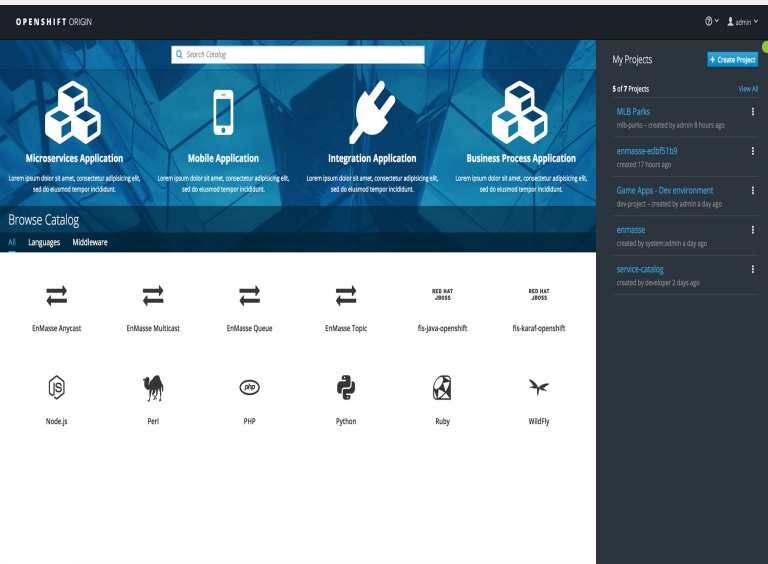 OPENSHIFT ORIGIN
admin
Search Catalog
Microservices Application
Lorem ipsum dolor sit amet, consectetur adipisicing elit,
sed do eiusmod tempor incididunt.
Mobile Application
Lorem ipsum dolor sit amet, consectetur adipisicing elit,
sed do eiusmod tempor incididunt.
Integration Application
Lorem ipsum dolor sit amet, consectetur adipisicing elit,
sed do eiusmod tempor incididunt.
Business Process Application
Lorem ipsum dolor sit amet, consectetur adipisicing elit,
sed do eiusmod tempor incididunt.
Browse Catalog
All Languages Middleware
EnMasse Anycast
EnMasse Multicast
EnMasse Queue
EnMasse Topic
RED HAT
JBOSS
fis-java-openshift
RED HAT
JBOSS
fis-karaf-openshift
JS
Node.js
Perl
php
PHP
Python
Ruby
WildFly
My Projects
+ Create Project
5 of 7 Projects
View All
MLB Parks
mlb-parks – created by admin 8 hours ago
enmasse-edbf51b9
created 17 hours ago
Game Apps - Dev environment
dev-project – created by admin a day ago
enmasse
created by system:admin a day ago
service-catalog
created by developer 2 days ago